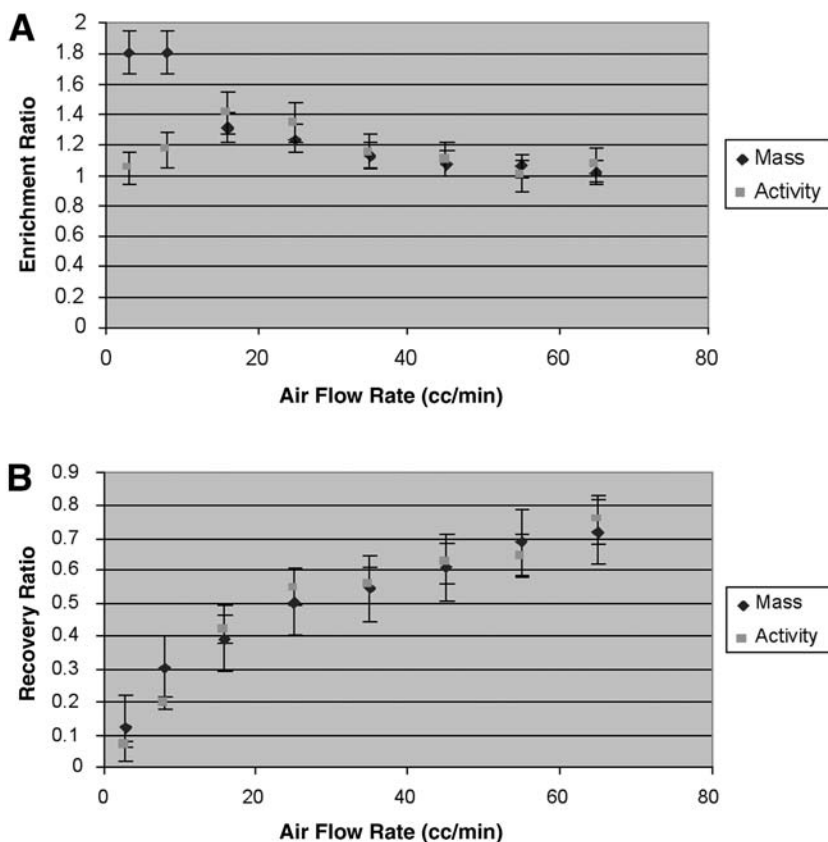 A
2
1.8
1.6
1.4
1.2
1
0.8
0.6
0.4
0.2
0
Enrichment Ratio
0 20 40 60 80
Air Flow Rate (cc/min)
Mass
Activity
B
0.9
0.8
0.7
0.6
0.5
0.4
0.3
0.2
0.1
0
Recovery Ratio
0 20 40 60 80
Air Flow Rate (cc/min)
Mass
Activity